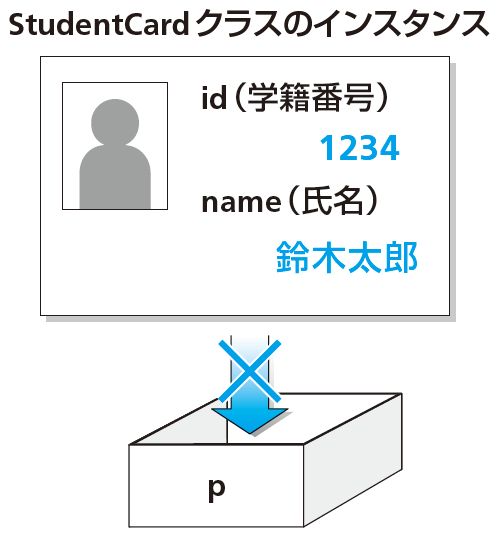 StudentCardクラスのインスタンス
id（学籍番号）
1234
name（氏名）
鈴木太郎
p